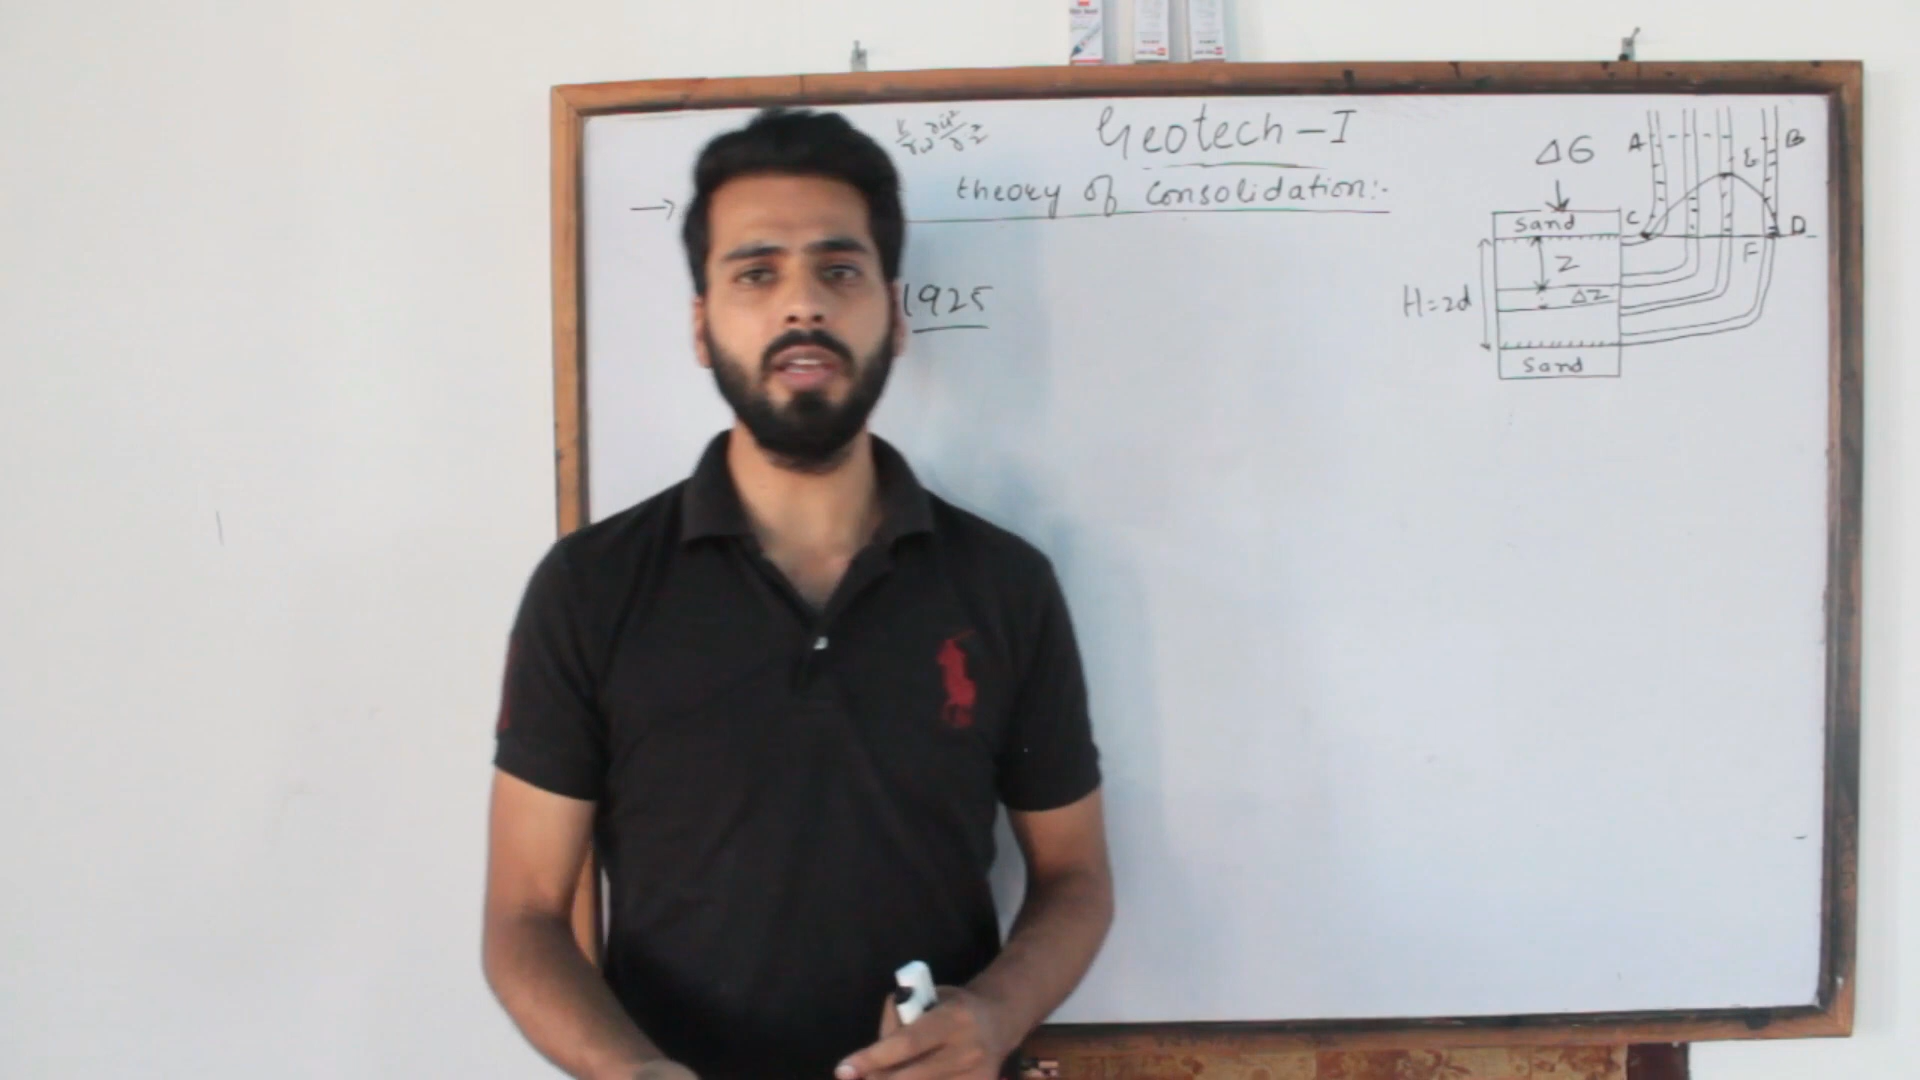 Geotech-I
→ theory of Consolidation:-
1925
ΔG
A
B
E
C
D
F
Sand
Z
ΔZ
H=2d
Sand